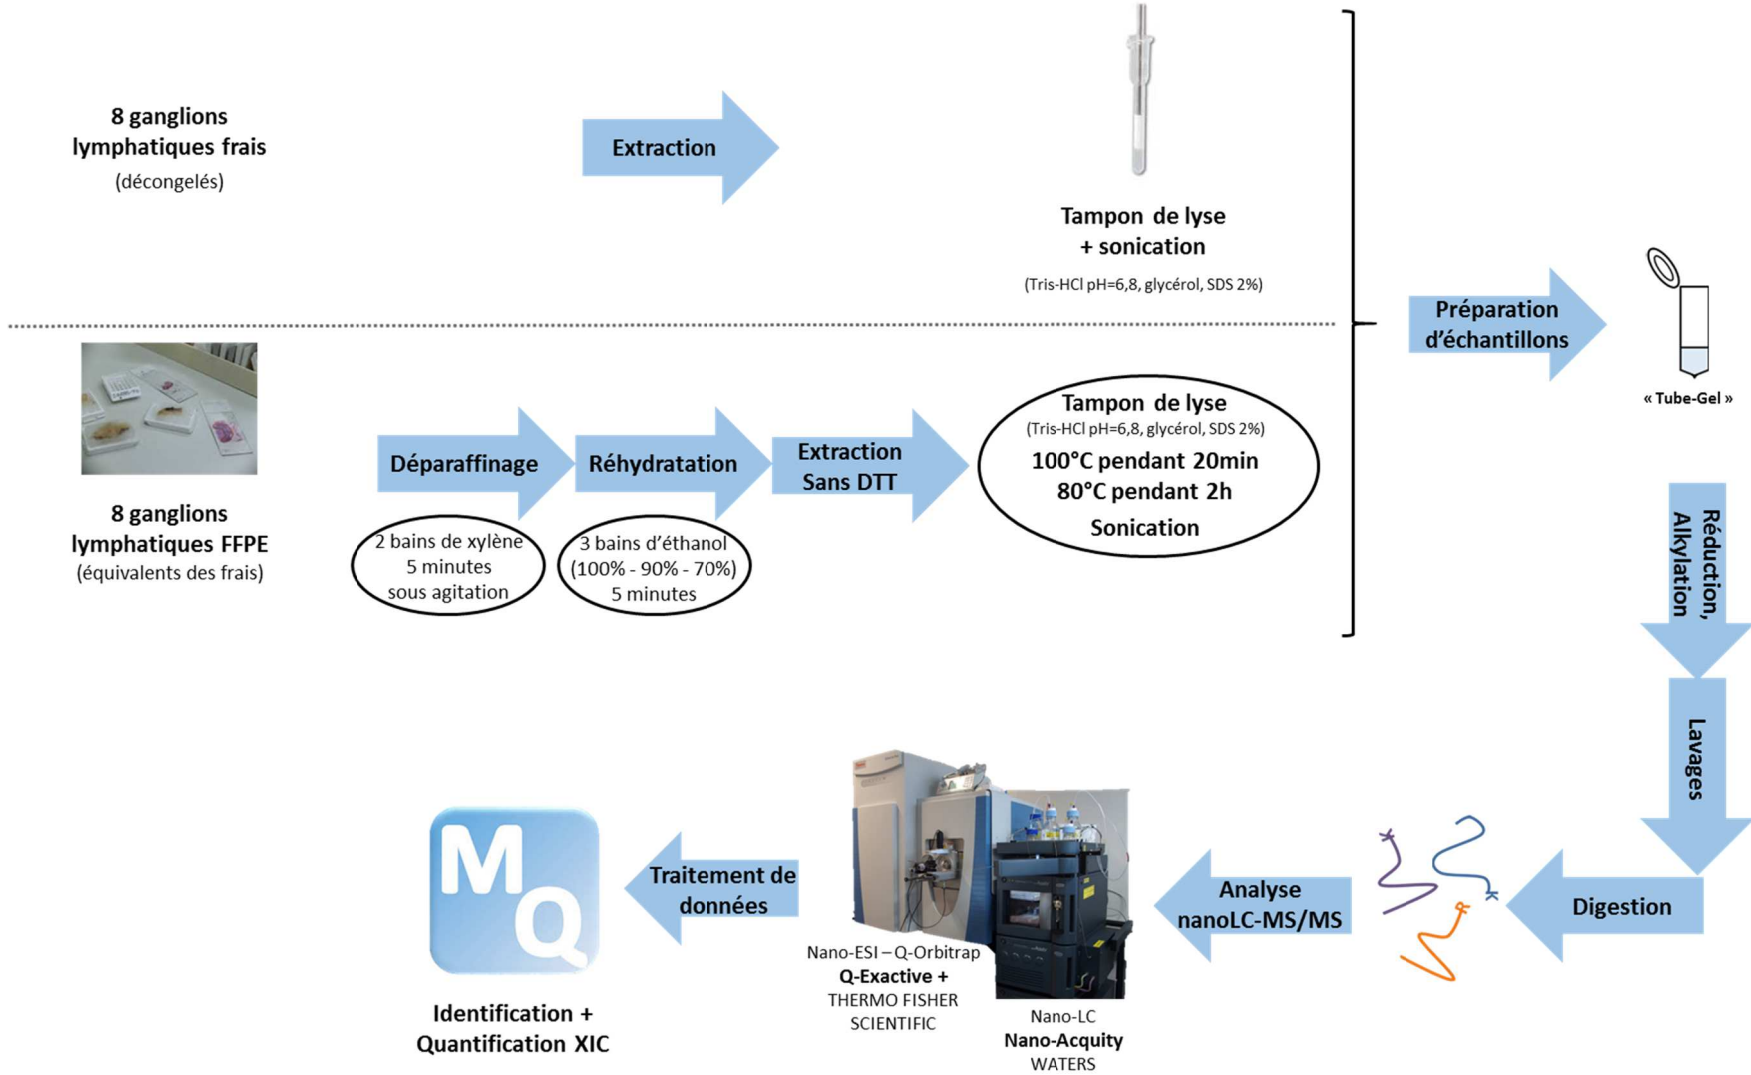 8 ganglions
lymphatiques frais
(décongelés)
Extraction
Tampon de lyse
+ sonication
(Tris-HCl pH=6,8, glycérol, SDS 2%)
8 ganglions
lymphatiques FFPE
(équivalents des frais)
Déparaffinage
2 bains de xylène
5 minutes
sous agitation
Réhydratation
3 bains d'éthanol
(100% - 90% - 70%)
5 minutes
Extraction
Sans DTT
Tampon de lyse
(Tris-HCl pH=6,8, glycérol, SDS 2%)
100°C pendant 20min
80°C pendant 2h
Sonication
Préparation
d'échantillons
« Tube-Gel »
Réduction,
Alkylation
Lavages
Digestion
K
K
R
Analyse
nanoLC-MS/MS
Nano-ESI – Q-Orbitrap
Q-Exactive +
THERMO FISHER
SCIENTIFIC
Nano-LC
Nano-Acquity
WATERS
Traitement de
données
M
Q
Identification +
Quantification XIC